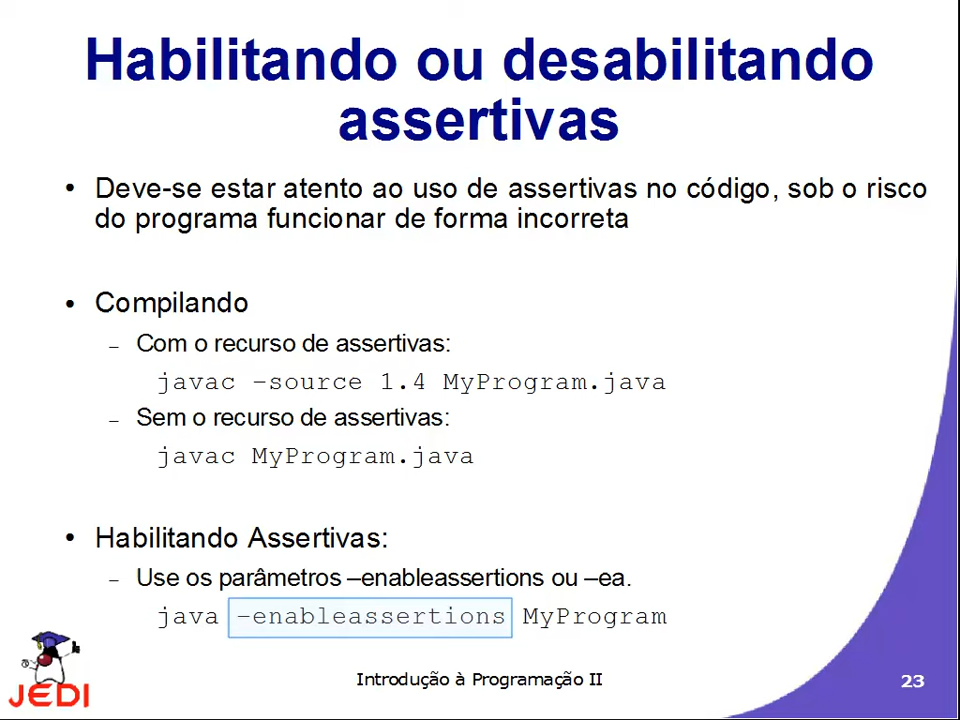 Habilitando ou desabilitando
assertivas
• Deve-se estar atento ao uso de assertivas no código, sob o risco
do programa funcionar de forma incorreta
• Compilando
– Com o recurso de assertivas:
javac –source 1.4 MyProgram.java
– Sem o recurso de assertivas:
javac MyProgram.java
• Habilitando Assertivas:
– Use os parâmetros –enableassertions ou –ea.
java –enableassertions MyProgram
JEDI
Introdução à Programação II
23